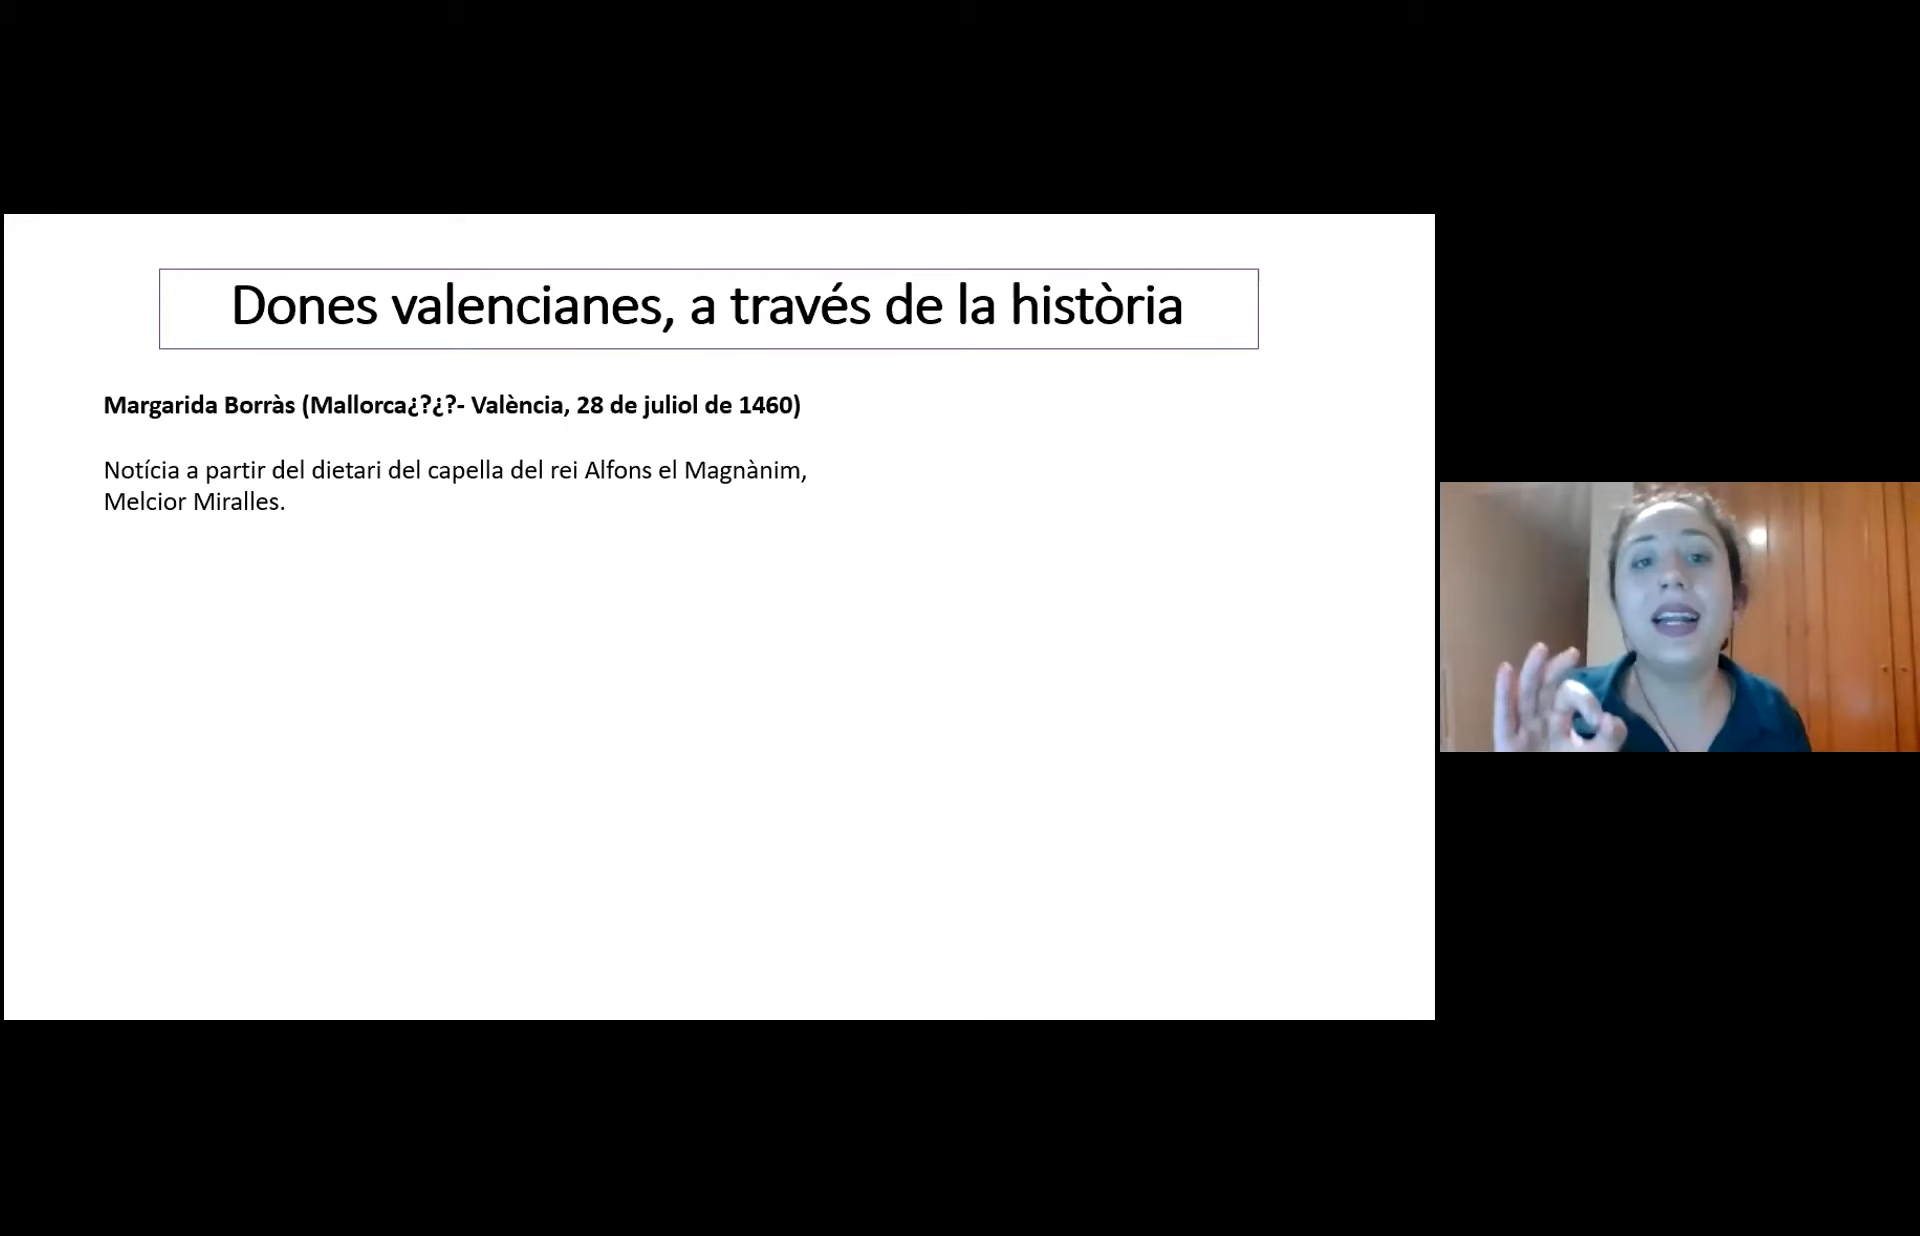 Dones valencianes, a través de la història
Margarida Borràs (Mallorca¿?¿?- València, 28 de juliol de 1460)
Notícia a partir del dietari del capella del rei Alfons el Magnànim,
Melcior Miralles.